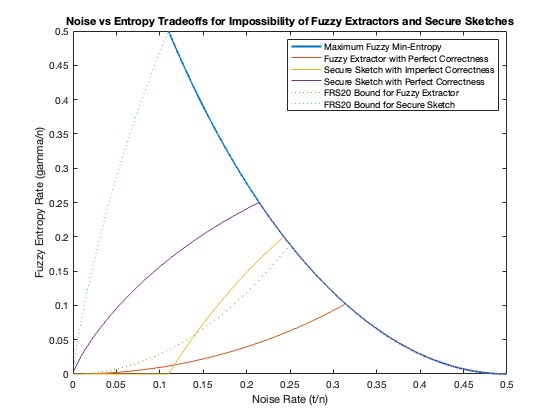 Noise vs Entropy Tradeoffs for Impossibility of Fuzzy Extractors and Secure Sketches
Maximum Fuzzy Min-Entropy
Fuzzy Extractor with Perfect Correctness
Secure Sketch with Imperfect Correctness
Secure Sketch with Perfect Correctness
FRS20 Bound for Fuzzy Extractor
FRS20 Bound for Secure Sketch
Fuzzy Entropy Rate (gamma/n)
0.5
0.45
0.4
0.35
0.3
0.25
0.2
0.15
0.1
0.05
0
0 0.05 0.1 0.15 0.2 0.25 0.3 0.35 0.4 0.45 0.5
Noise Rate (t/n)